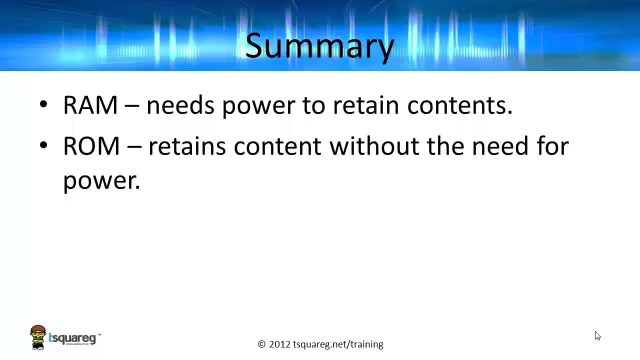 Summary
• RAM – needs power to retain contents.
• ROM – retains content without the need for
power.
tsquareg™
© 2012 tsquareg.net/training